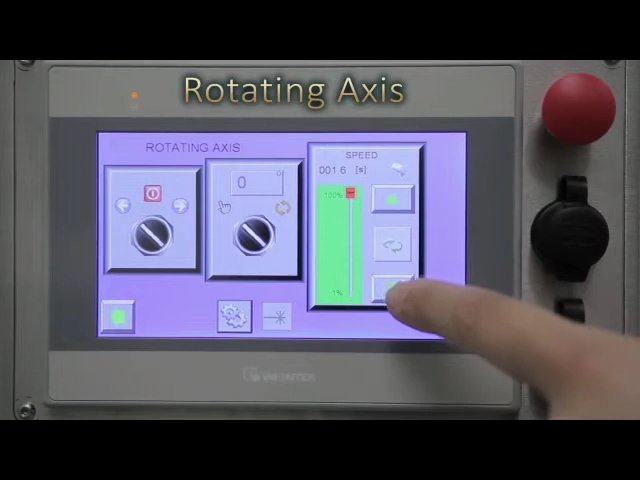 Rotating Axis
ROTATING AXIS
SPEED
001.6 [s]
0 °
100%
1%